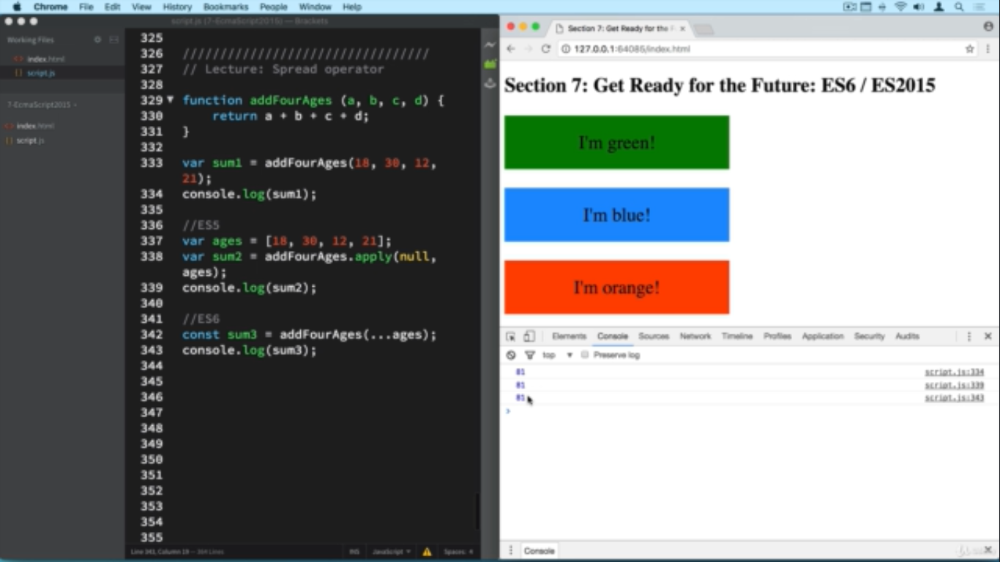 Chrome File Edit View History Bookmarks People Window Help
script.js (7-EcmaScript2015) — Brackets
Working Files
index.html
script.js
7-EcmaScript2015
index.html
script.js
325
326 /////////////////////////////////
327 // Lecture: Spread operator
328
329 function addFourAges (a, b, c, d) {
330 return a + b + c + d;
331 }
332
333 var sum1 = addFourAges(18, 30, 12,
21);
334 console.log(sum1);
335
336 //ES5
337 var ages = [18, 30, 12, 21];
338 var sum2 = addFourAges.apply(null,
ages);
339 console.log(sum2);
340
341 //ES6
342 const sum3 = addFourAges(...ages);
343 console.log(sum3);
344
345
346
347
348
349
350
351
352
353
354
355
Line 343, Column 19 — 364 Lines INS JavaScript Spaces: 4
Section 7: Get Ready for the F
127.0.0.1:64086/index.html
Section 7: Get Ready for the Future: ES6 / ES2015
I'm green!
I'm blue!
I'm orange!
Elements Console Sources Network Timeline Profiles Application Security Audits
top Preserve log
81 script.js:334
81 script.js:339
81 script.js:343
Console